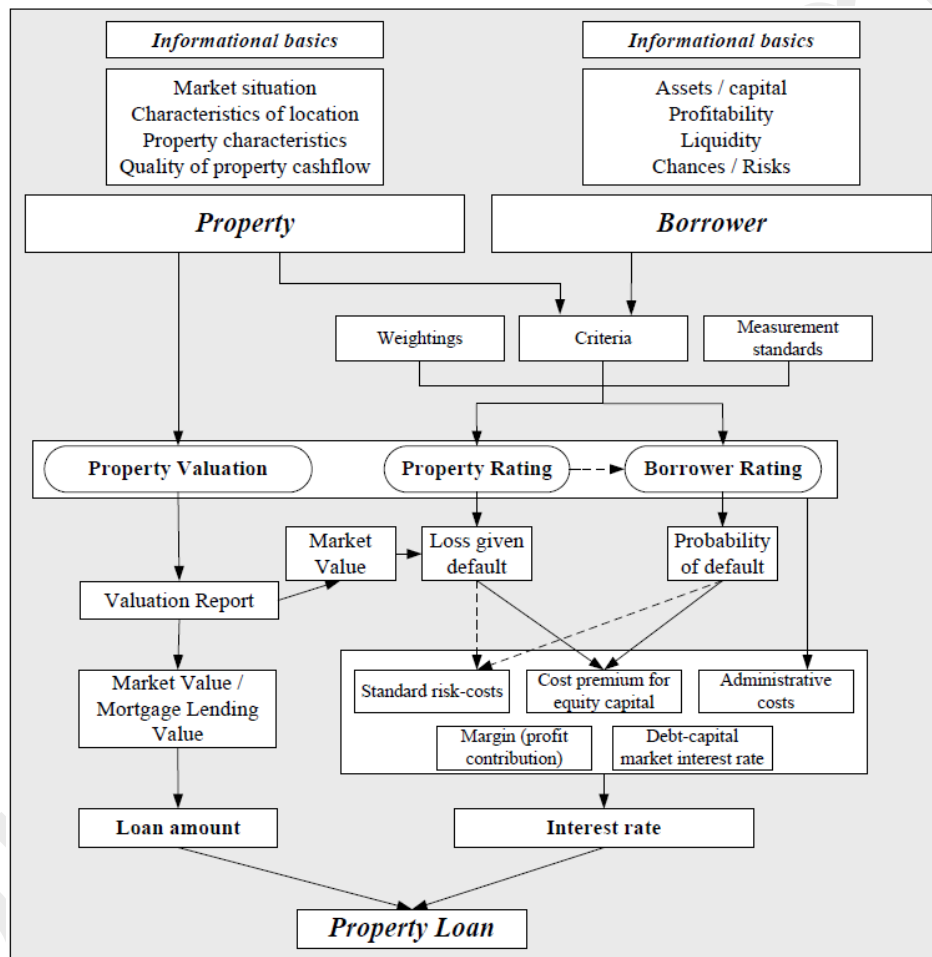 Informational basics
Informational basics
Market situation
Characteristics of location
Property characteristics
Quality of property cashflow
Assets / capital
Profitability
Liquidity
Chances / Risks
Property
Borrower
Weightings
Criteria
Measurement
standards
Property Valuation
Property Rating
Borrower Rating
Market
Value
Loss given
default
Probability
of default
Valuation Report
Market Value /
Mortgage Lending
Value
Standard risk-costs
Cost premium for
equity capital
Administrative
costs
Margin (profit
contribution)
Debt-capital
market interest rate
Loan amount
Interest rate
Property Loan